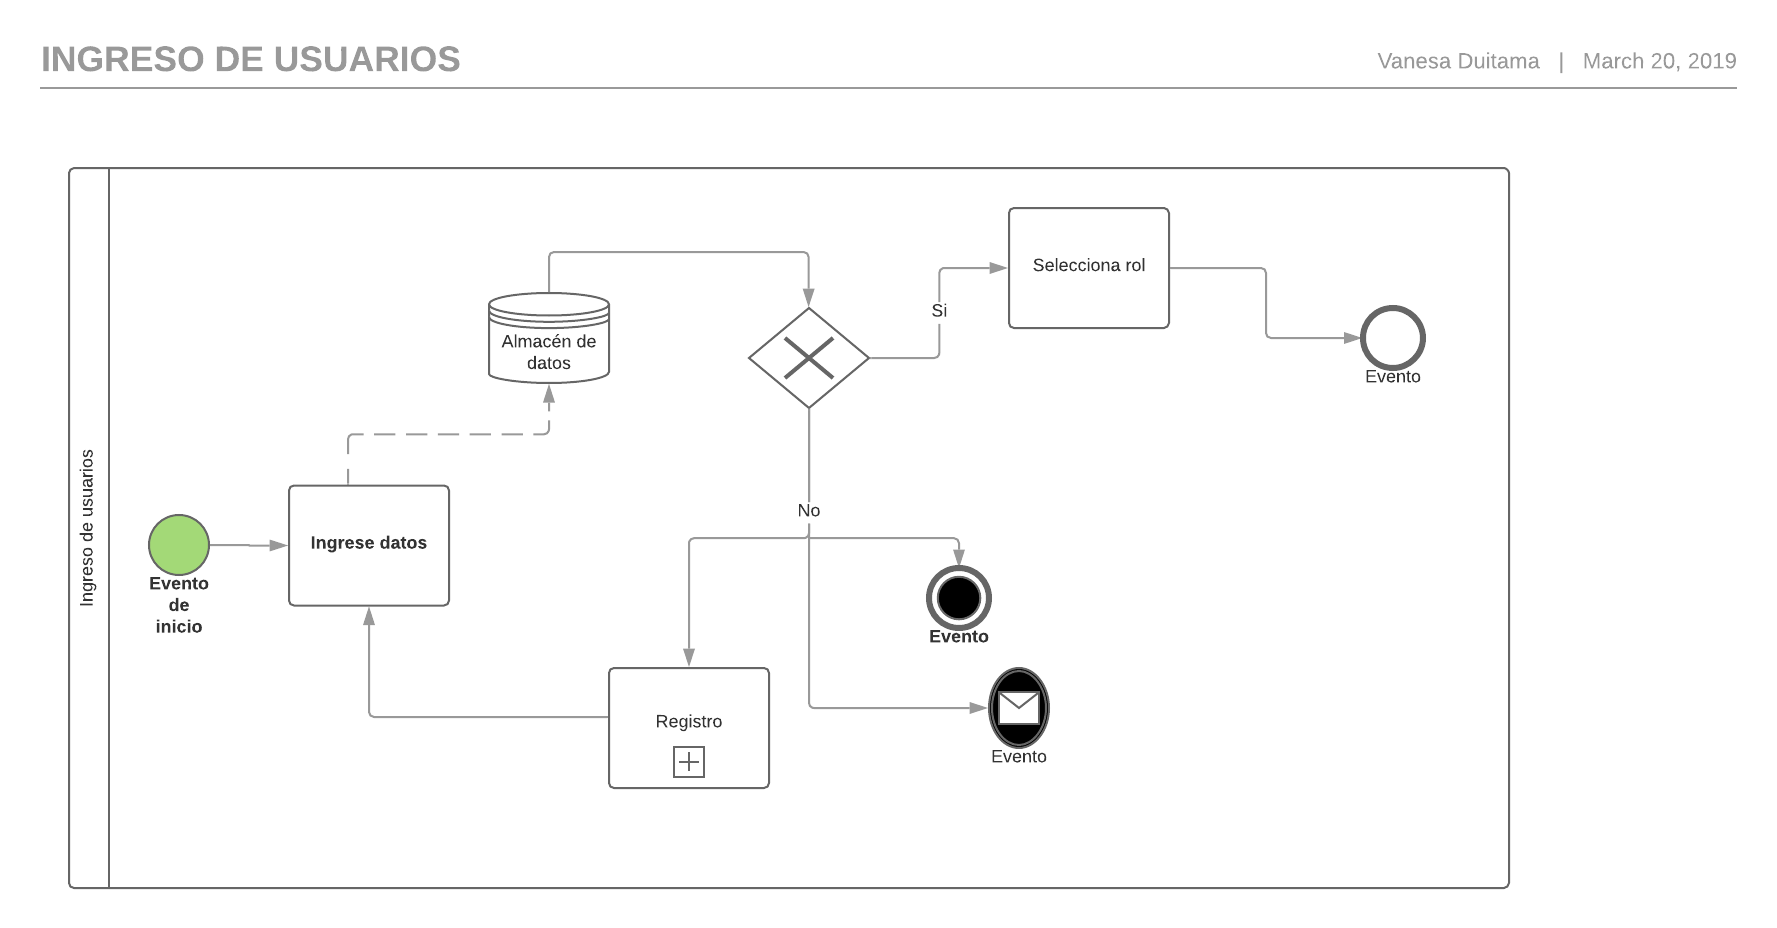 INGRESO DE USUARIOS
Vanesa Duitama | March 20, 2019
Ingreso de usuarios
Selecciona rol
Si
Almacén de
datos
Evento
No
Ingrese datos
Evento
de
inicio
Evento
Registro
Evento